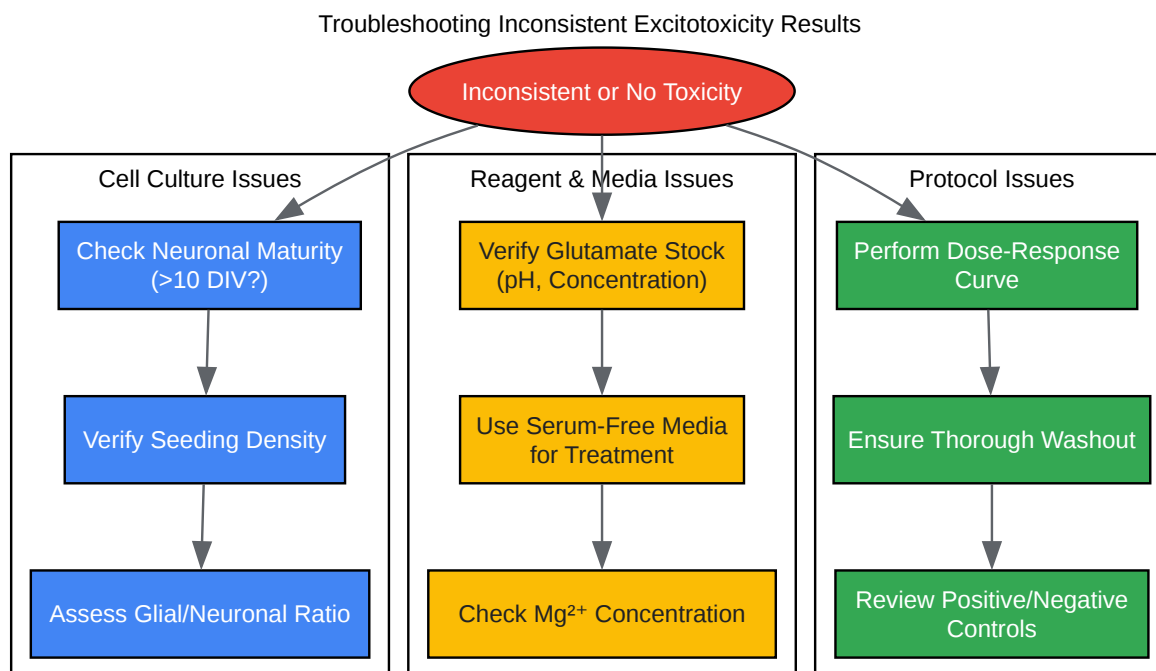 Troubleshooting Inconsistent Excitotoxicity Results
Inconsistent or No Toxicity
Cell Culture Issues
Check Neuronal Maturity
(>10 DIV?)
Verify Seeding Density
Assess Glial/Neuronal Ratio
Reagent & Media Issues
Verify Glutamate Stock
(pH, Concentration)
Use Serum-Free Media
for Treatment
Check Mg²⁺ Concentration
Protocol Issues
Perform Dose-Response
Curve
Ensure Thorough Washout
Review Positive/Negative
Controls